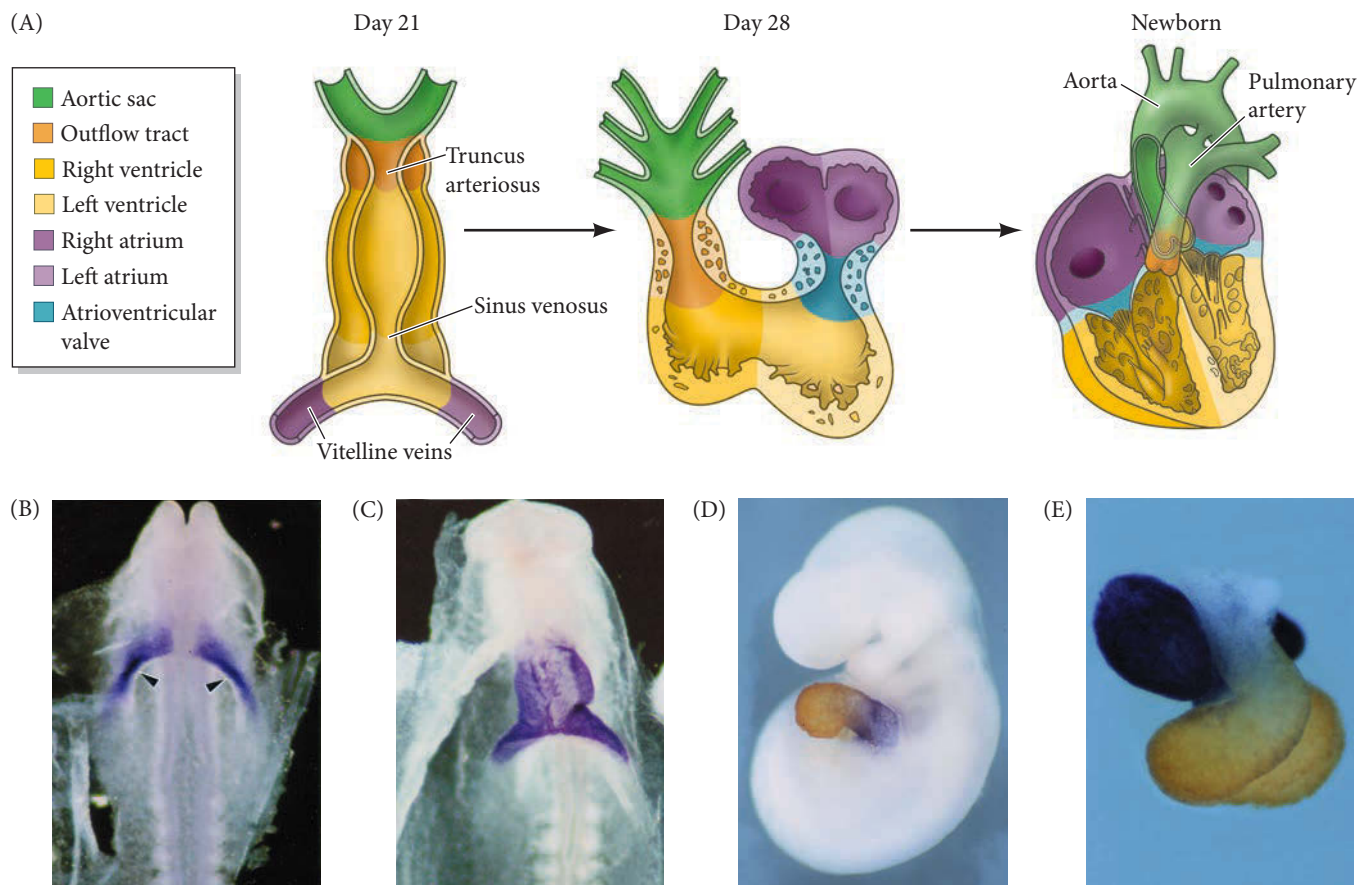 (A)
Day 21
Day 28
Newborn
Aortic sac
Outflow tract
Right ventricle
Left ventricle
Right atrium
Left atrium
Atrioventricular
valve
Truncus
arteriosus
Sinus venosus
Vitelline veins
Aorta
Pulmonary
artery
(B)
(C)
(D)
(E)